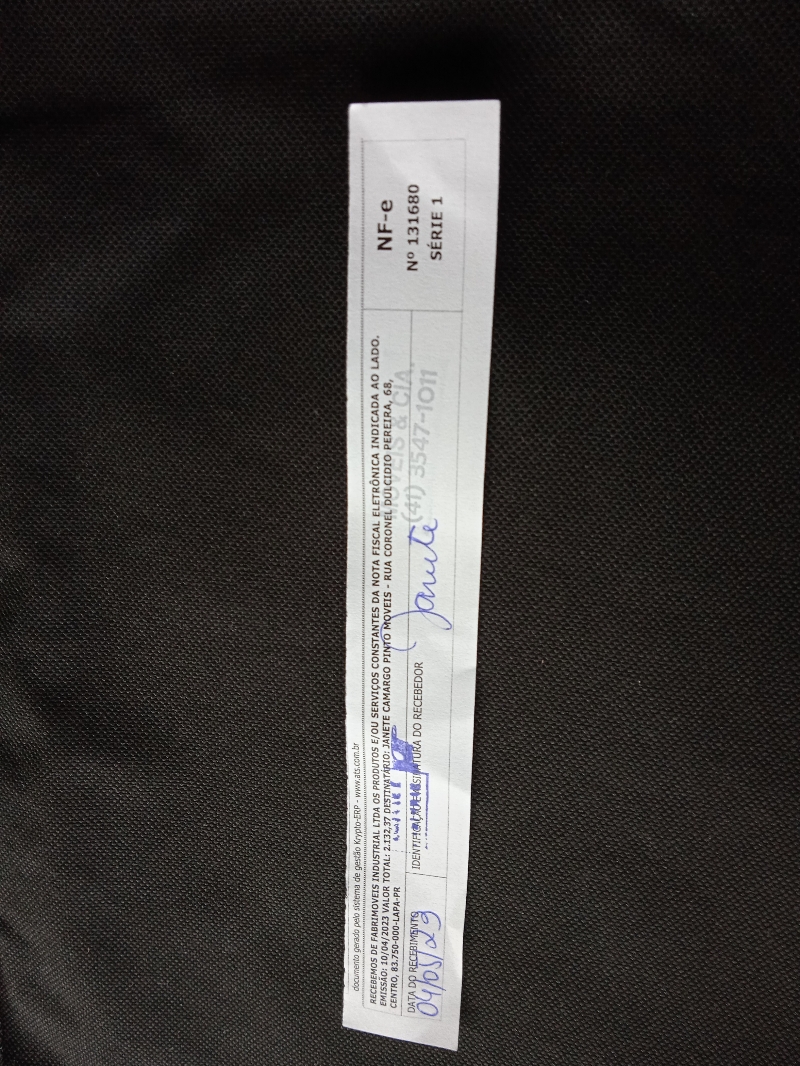 documento gerado pelo sistema de gestão Krypto-ERP - www.ats.com.br
RECEBEMOS DE FABRIMOVEIS INDUSTRIAL LTDA OS PRODUTOS E/OU SERVIÇOS CONSTANTES DA NOTA FISCAL ELETRÔNICA INDICADA AO LADO.
EMISSÃO: 10/04/2023 VALOR TOTAL: 2.132,37 DESTINATÁRIO: JANETE CAMARGO PINTO MOVEIS - RUA CORONEL DULCIDIO PEREIRA, 68,
CENTRO, 83.750-000-LAPA-PR
MOVEIS & CIA.
(41) 3547-1011
DATA DO RECEBIMENTO
04/05/23
IDENTIFICAÇÃO E ASSINATURA DO RECEBEDOR
Janete
NF-e
Nº 131680
SÉRIE 1